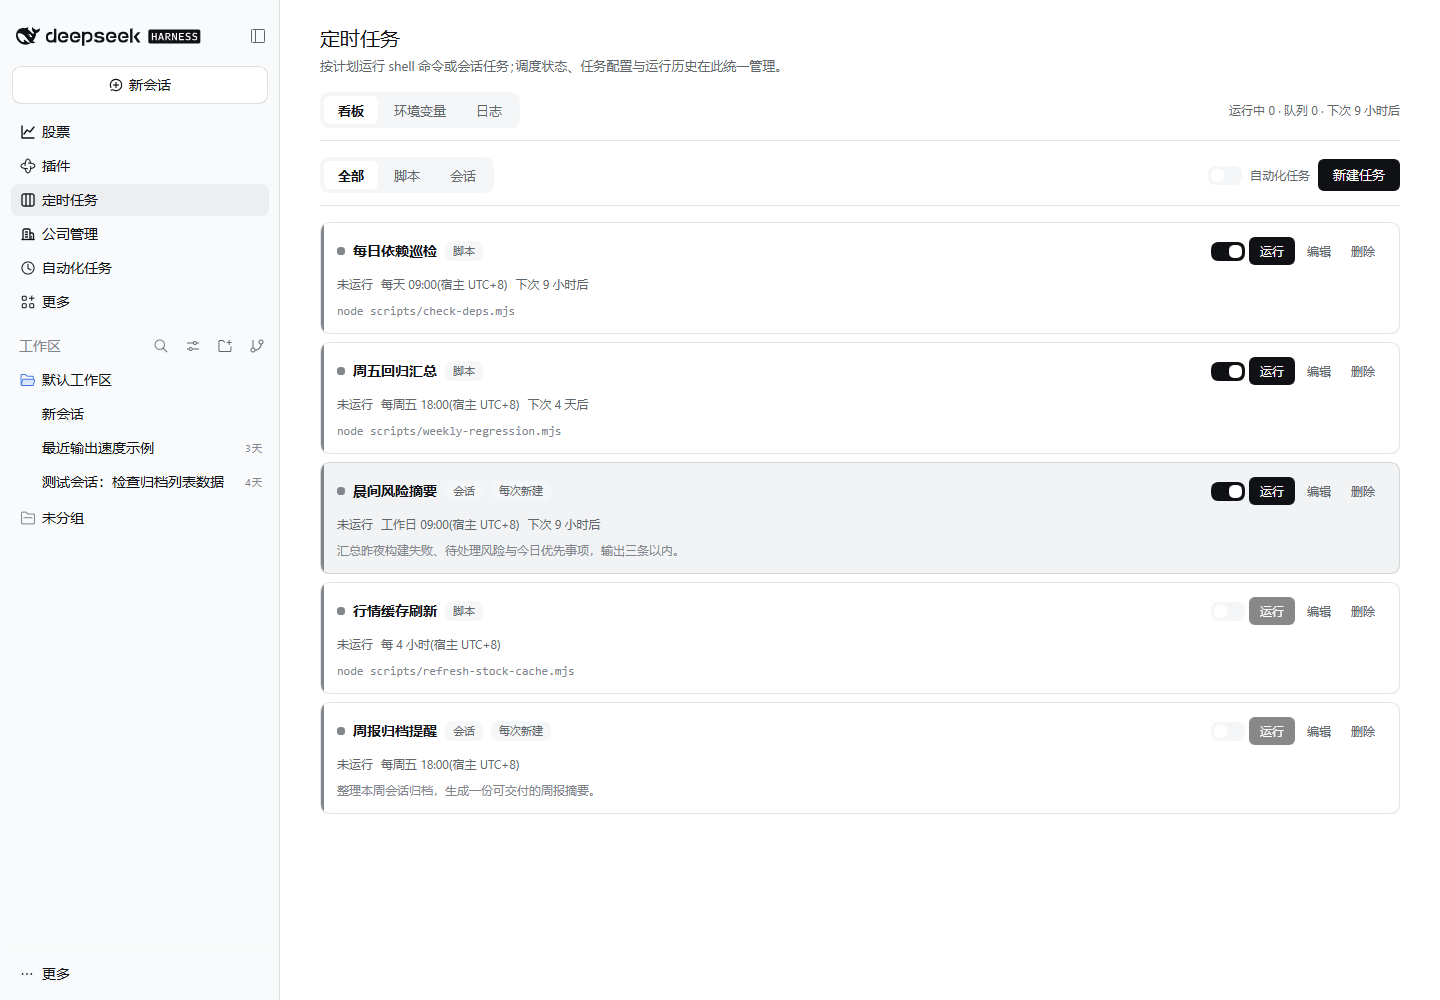 deepseek HARNESS
新会话
股票
插件
定时任务
公司管理
自动化任务
更多
工作区
默认工作区
新会话
最近输出速度示例 3天
测试会话：检查归档列表数据 4天
未分组
更多
定时任务
按计划运行 shell 命令或会话任务;调度状态、任务配置与运行历史在此统一管理。
看板 环境变量 日志
运行中 0 · 队列 0 · 下次 9 小时后
全部 脚本 会话
自动化任务 新建任务
每日依赖巡检 脚本 运行 编辑 删除
未运行 每天 09:00(宿主 UTC+8) 下次 9 小时后
node scripts/check-deps.mjs
周五回归汇总 脚本 运行 编辑 删除
未运行 每周五 18:00(宿主 UTC+8) 下次 4 天后
node scripts/weekly-regression.mjs
晨间风险摘要 会话 每次新建 运行 编辑 删除
未运行 工作日 09:00(宿主 UTC+8) 下次 9 小时后
汇总昨夜构建失败、待处理风险与今日优先事项，输出三条以内。
行情缓存刷新 脚本 运行 编辑 删除
未运行 每 4 小时(宿主 UTC+8)
node scripts/refresh-stock-cache.mjs
周报归档提醒 会话 每次新建 运行 编辑 删除
未运行 每周五 18:00(宿主 UTC+8)
整理本周会话归档，生成一份可交付的周报摘要。